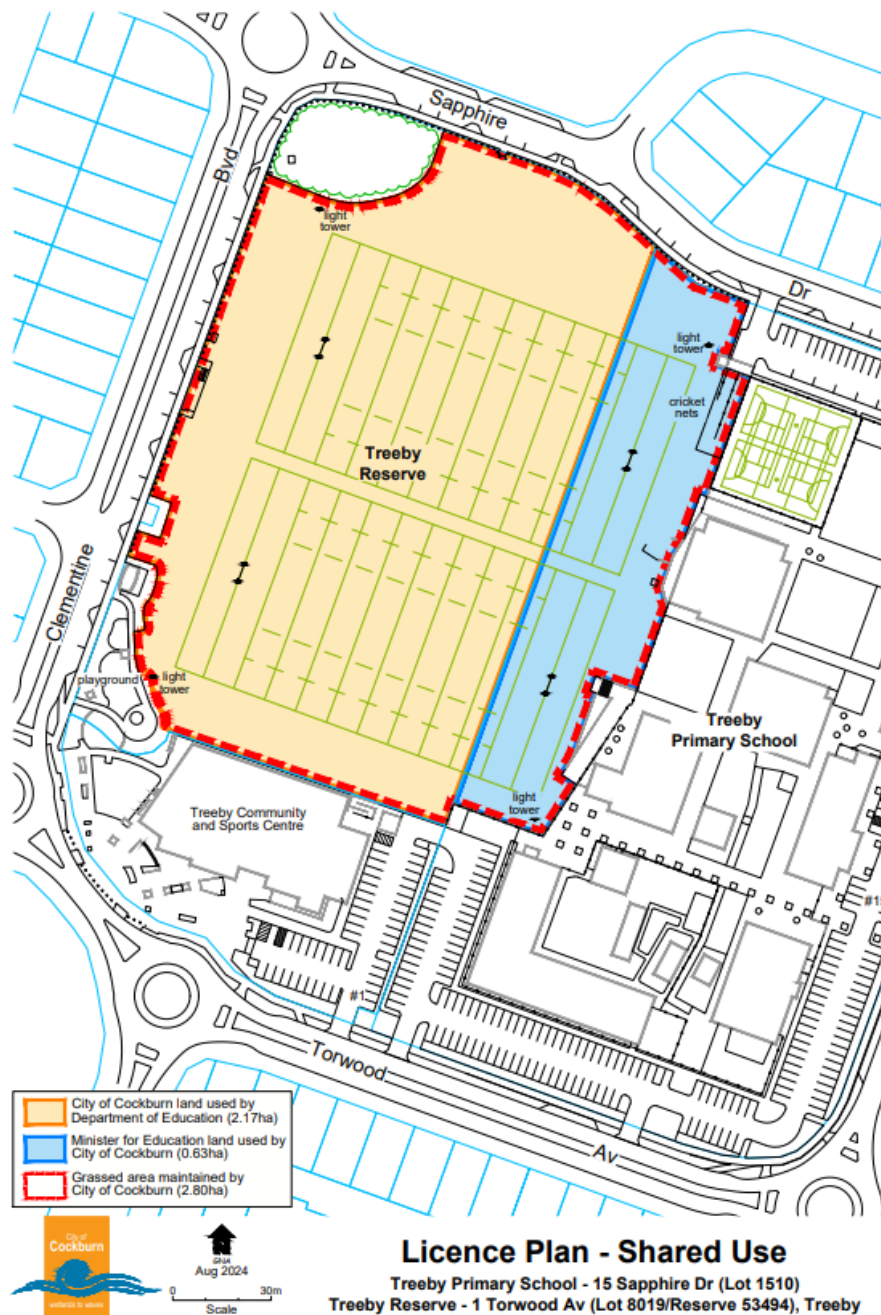 Sapphire
Bvd
light
tower
Dr
light
tower
cricket
nets
Treeby
Reserve
Clementine
playground
light
tower
Treeby
Primary School
light
tower
Treeby Community
and Sports Centre
#1
Torwood
Av
City of Cockburn land used by
Department of Education (2.17ha)
Minister for Education land used by
City of Cockburn (0.63ha)
Grassed area maintained by
City of Cockburn (2.80ha)
City of
Cockburn
wetlands to waves
N
GNA
Aug 2024
0 30m
Scale
Licence Plan - Shared Use
Treeby Primary School - 15 Sapphire Dr (Lot 1510)
Treeby Reserve - 1 Torwood Av (Lot 8019/Reserve 53494), Treeby